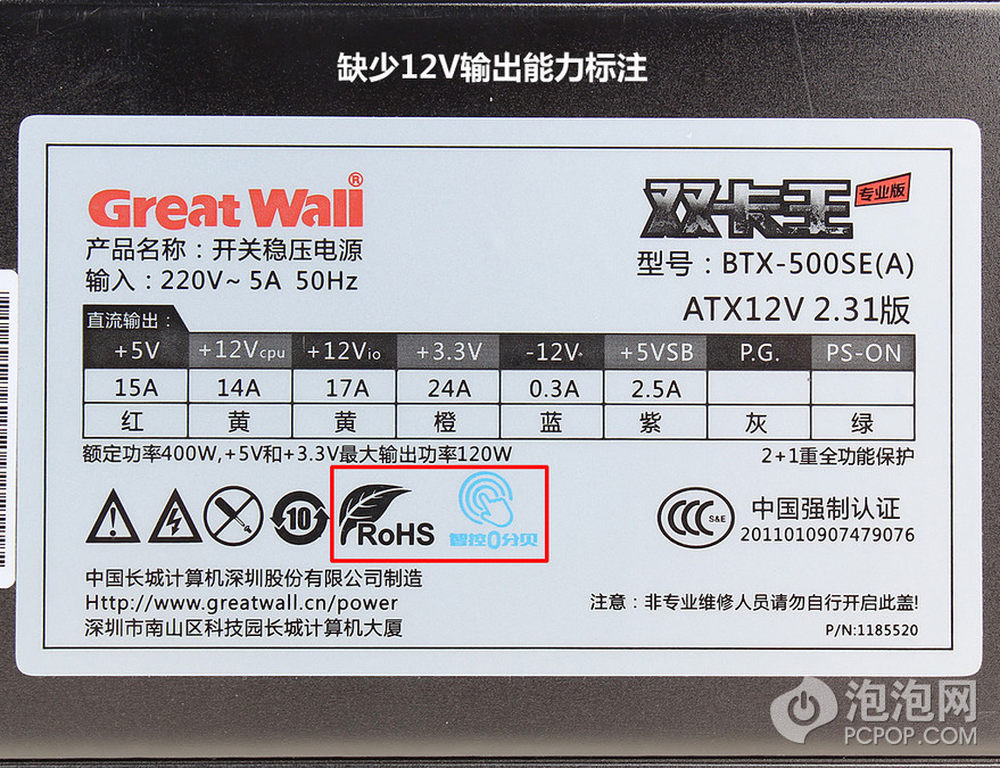 缺少12V输出能力标注
Great Wall®
产品名称：开关稳压电源
输入：220V~ 5A 50Hz
双卡王 专业版
型号：BTX-500SE(A)
ATX12V 2.31版
直流输出：
+5V +12Vcpu +12Vio +3.3V -12V +5VSB P.G. PS-ON
15A 14A 17A 24A 0.3A 2.5A
红 黄 黄 橙 蓝 紫 灰 绿
额定功率400W,+5V和+3.3V最大输出功率120W
2+1重全功能保护
10
RoHS
智控0分贝
CCC S&E
中国强制认证
2011010907479076
中国长城计算机深圳股份有限公司制造
Http://www.greatwall.cn/power
深圳市南山区科技园长城计算机大厦
注意：非专业维修人员请勿自行开启此盖!
P/N:1185520
泡泡网
PCPOP.COM